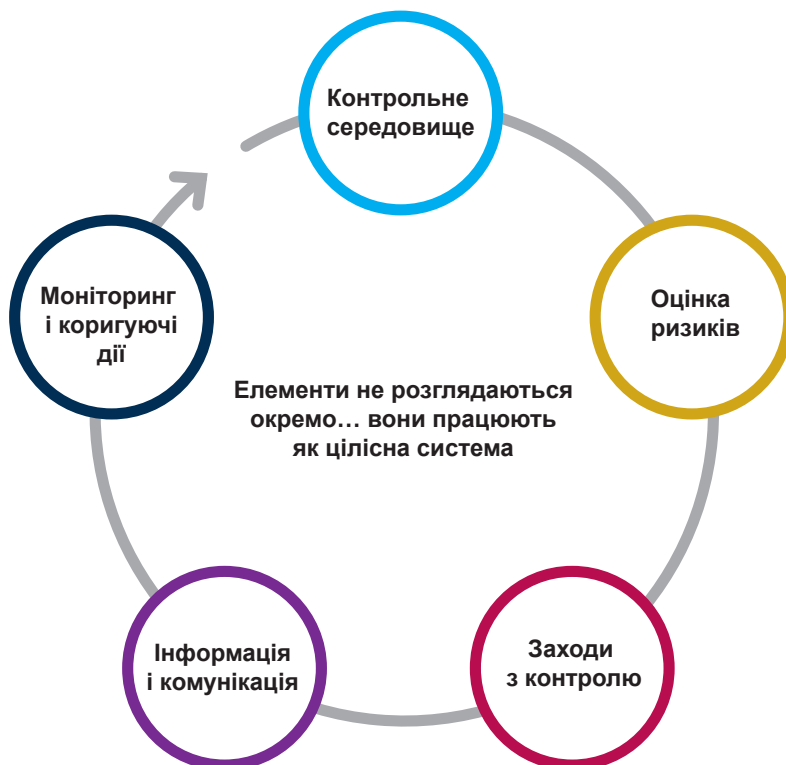 Контрольне
середовище
Оцінка
ризиків
Заходи
з контролю
Інформація
і комунікація
Моніторинг
і коригуючі
дії
Елементи не розглядаються
окремо… вони працюють
як цілісна система